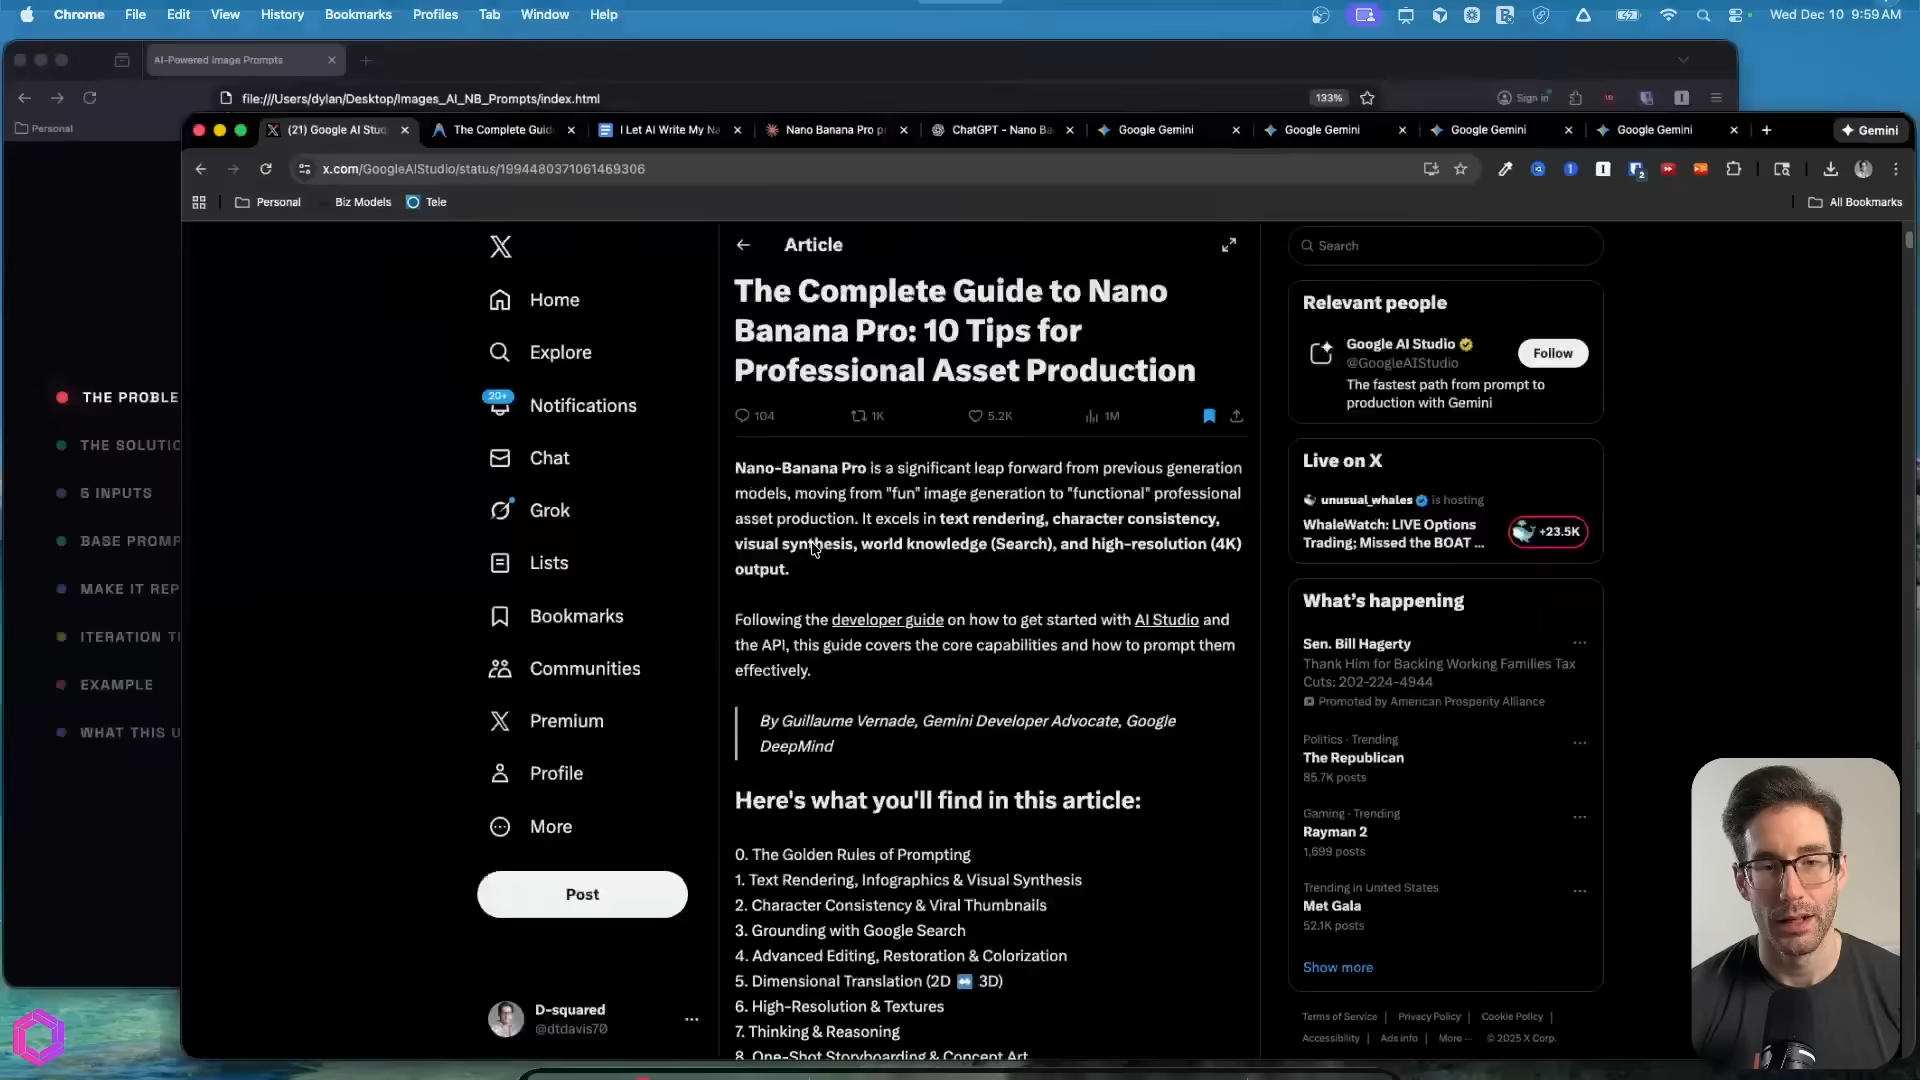 Chrome File Edit View History Bookmarks Profiles Tab Window Help
Wed Dec 10 9:59 AM
AI-Powered Image Prompts
file:///Users/dylan/Desktop/Images_AI_NB_Prompts/index.html
133%
Sign in
Personal
(21) Google AI Stud
The Complete Guid
I Let AI Write My Na
Nano Banana Pro p
ChatGPT - Nano Ba
Google Gemini
Google Gemini
Google Gemini
Google Gemini
Gemini
x.com/GoogleAIStudio/status/1994480371061469306
Personal
Biz Models
Tele
All Bookmarks
THE PROBLE
THE SOLUTIO
5 INPUTS
BASE PROMP
MAKE IT REP
ITERATION T
EXAMPLE
WHAT THIS U
Home
Explore
20+
Notifications
Chat
Grok
Lists
Bookmarks
Communities
Premium
Profile
More
Post
D-squared
@dtdavis70
Article
The Complete Guide to Nano
Banana Pro: 10 Tips for
Professional Asset Production
104 1K 5.2K 1M
Nano-Banana Pro is a significant leap forward from previous generation
models, moving from "fun" image generation to "functional" professional
asset production. It excels in text rendering, character consistency,
visual synthesis, world knowledge (Search), and high-resolution (4K)
output.
Following the developer guide on how to get started with AI Studio and
the API, this guide covers the core capabilities and how to prompt them
effectively.
By Guillaume Vernade, Gemini Developer Advocate, Google
DeepMind
Here's what you'll find in this article:
0. The Golden Rules of Prompting
1. Text Rendering, Infographics & Visual Synthesis
2. Character Consistency & Viral Thumbnails
3. Grounding with Google Search
4. Advanced Editing, Restoration & Colorization
5. Dimensional Translation (2D ↔️ 3D)
6. High-Resolution & Textures
7. Thinking & Reasoning
8. One-Shot Storyboarding & Concept Art
Search
Relevant people
Google AI Studio
@GoogleAIStudio
Follow
The fastest path from prompt to
production with Gemini
Live on X
unusual_whales is hosting
WhaleWatch: LIVE Options
Trading; Missed the BOAT ...
+23.5K
What's happening
Sen. Bill Hagerty
Thank Him for Backing Working Families Tax
Cuts: 202-224-4944
Promoted by American Prosperity Alliance
Politics · Trending
The Republican
85.7K posts
Gaming · Trending
Rayman 2
1,699 posts
Trending in United States
Met Gala
52.1K posts
Show more
Terms of Service | Privacy Policy | Cookie Policy |
Accessibility | Ads info | More ··· © 2025 X Corp.